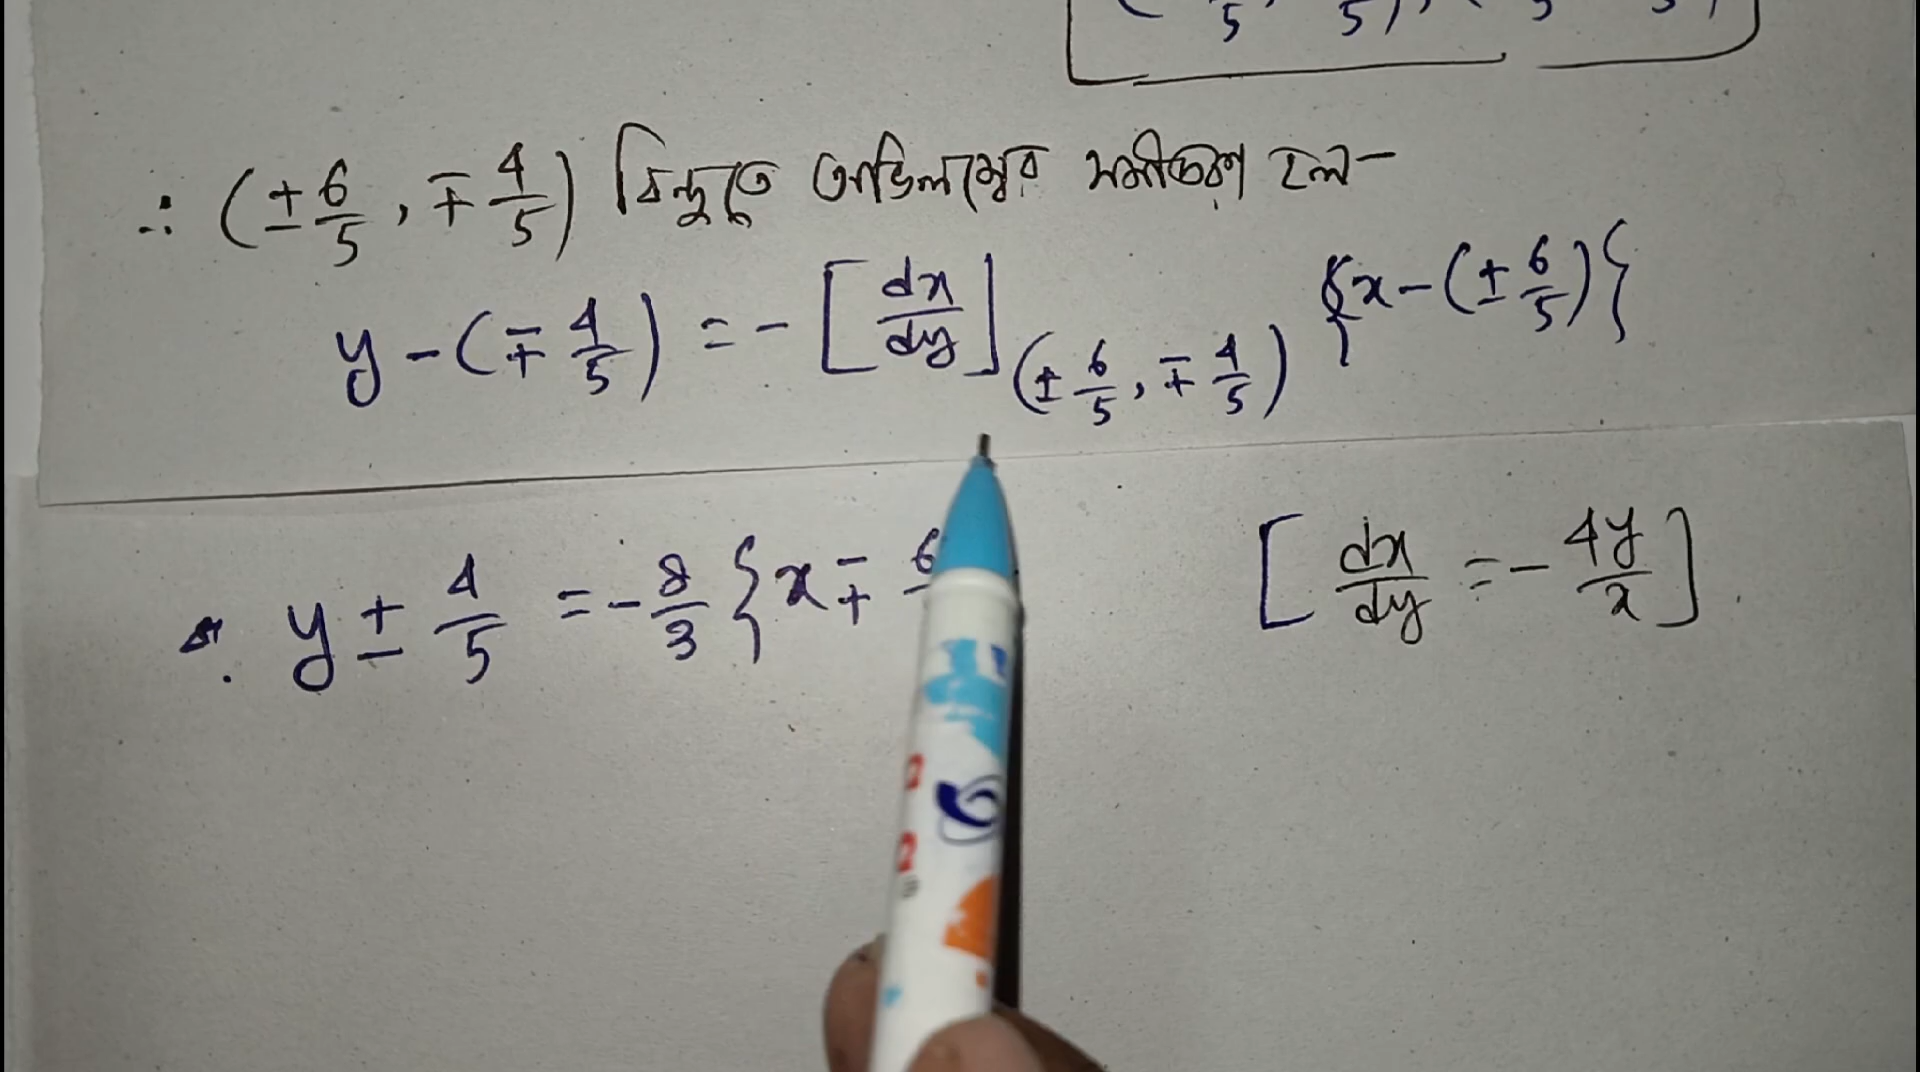 ∴ (± 6/5, ∓ 4/5) বিন্দুতে অভিলম্বের সমীকরণ হল-
y - (∓ 4/5) = - [dx/dy] (± 6/5, ∓ 4/5) {x - (± 6/5)}
y ± 4/5 = - 8/3 {x ∓ 6 [dx/dy = - 4y/x]